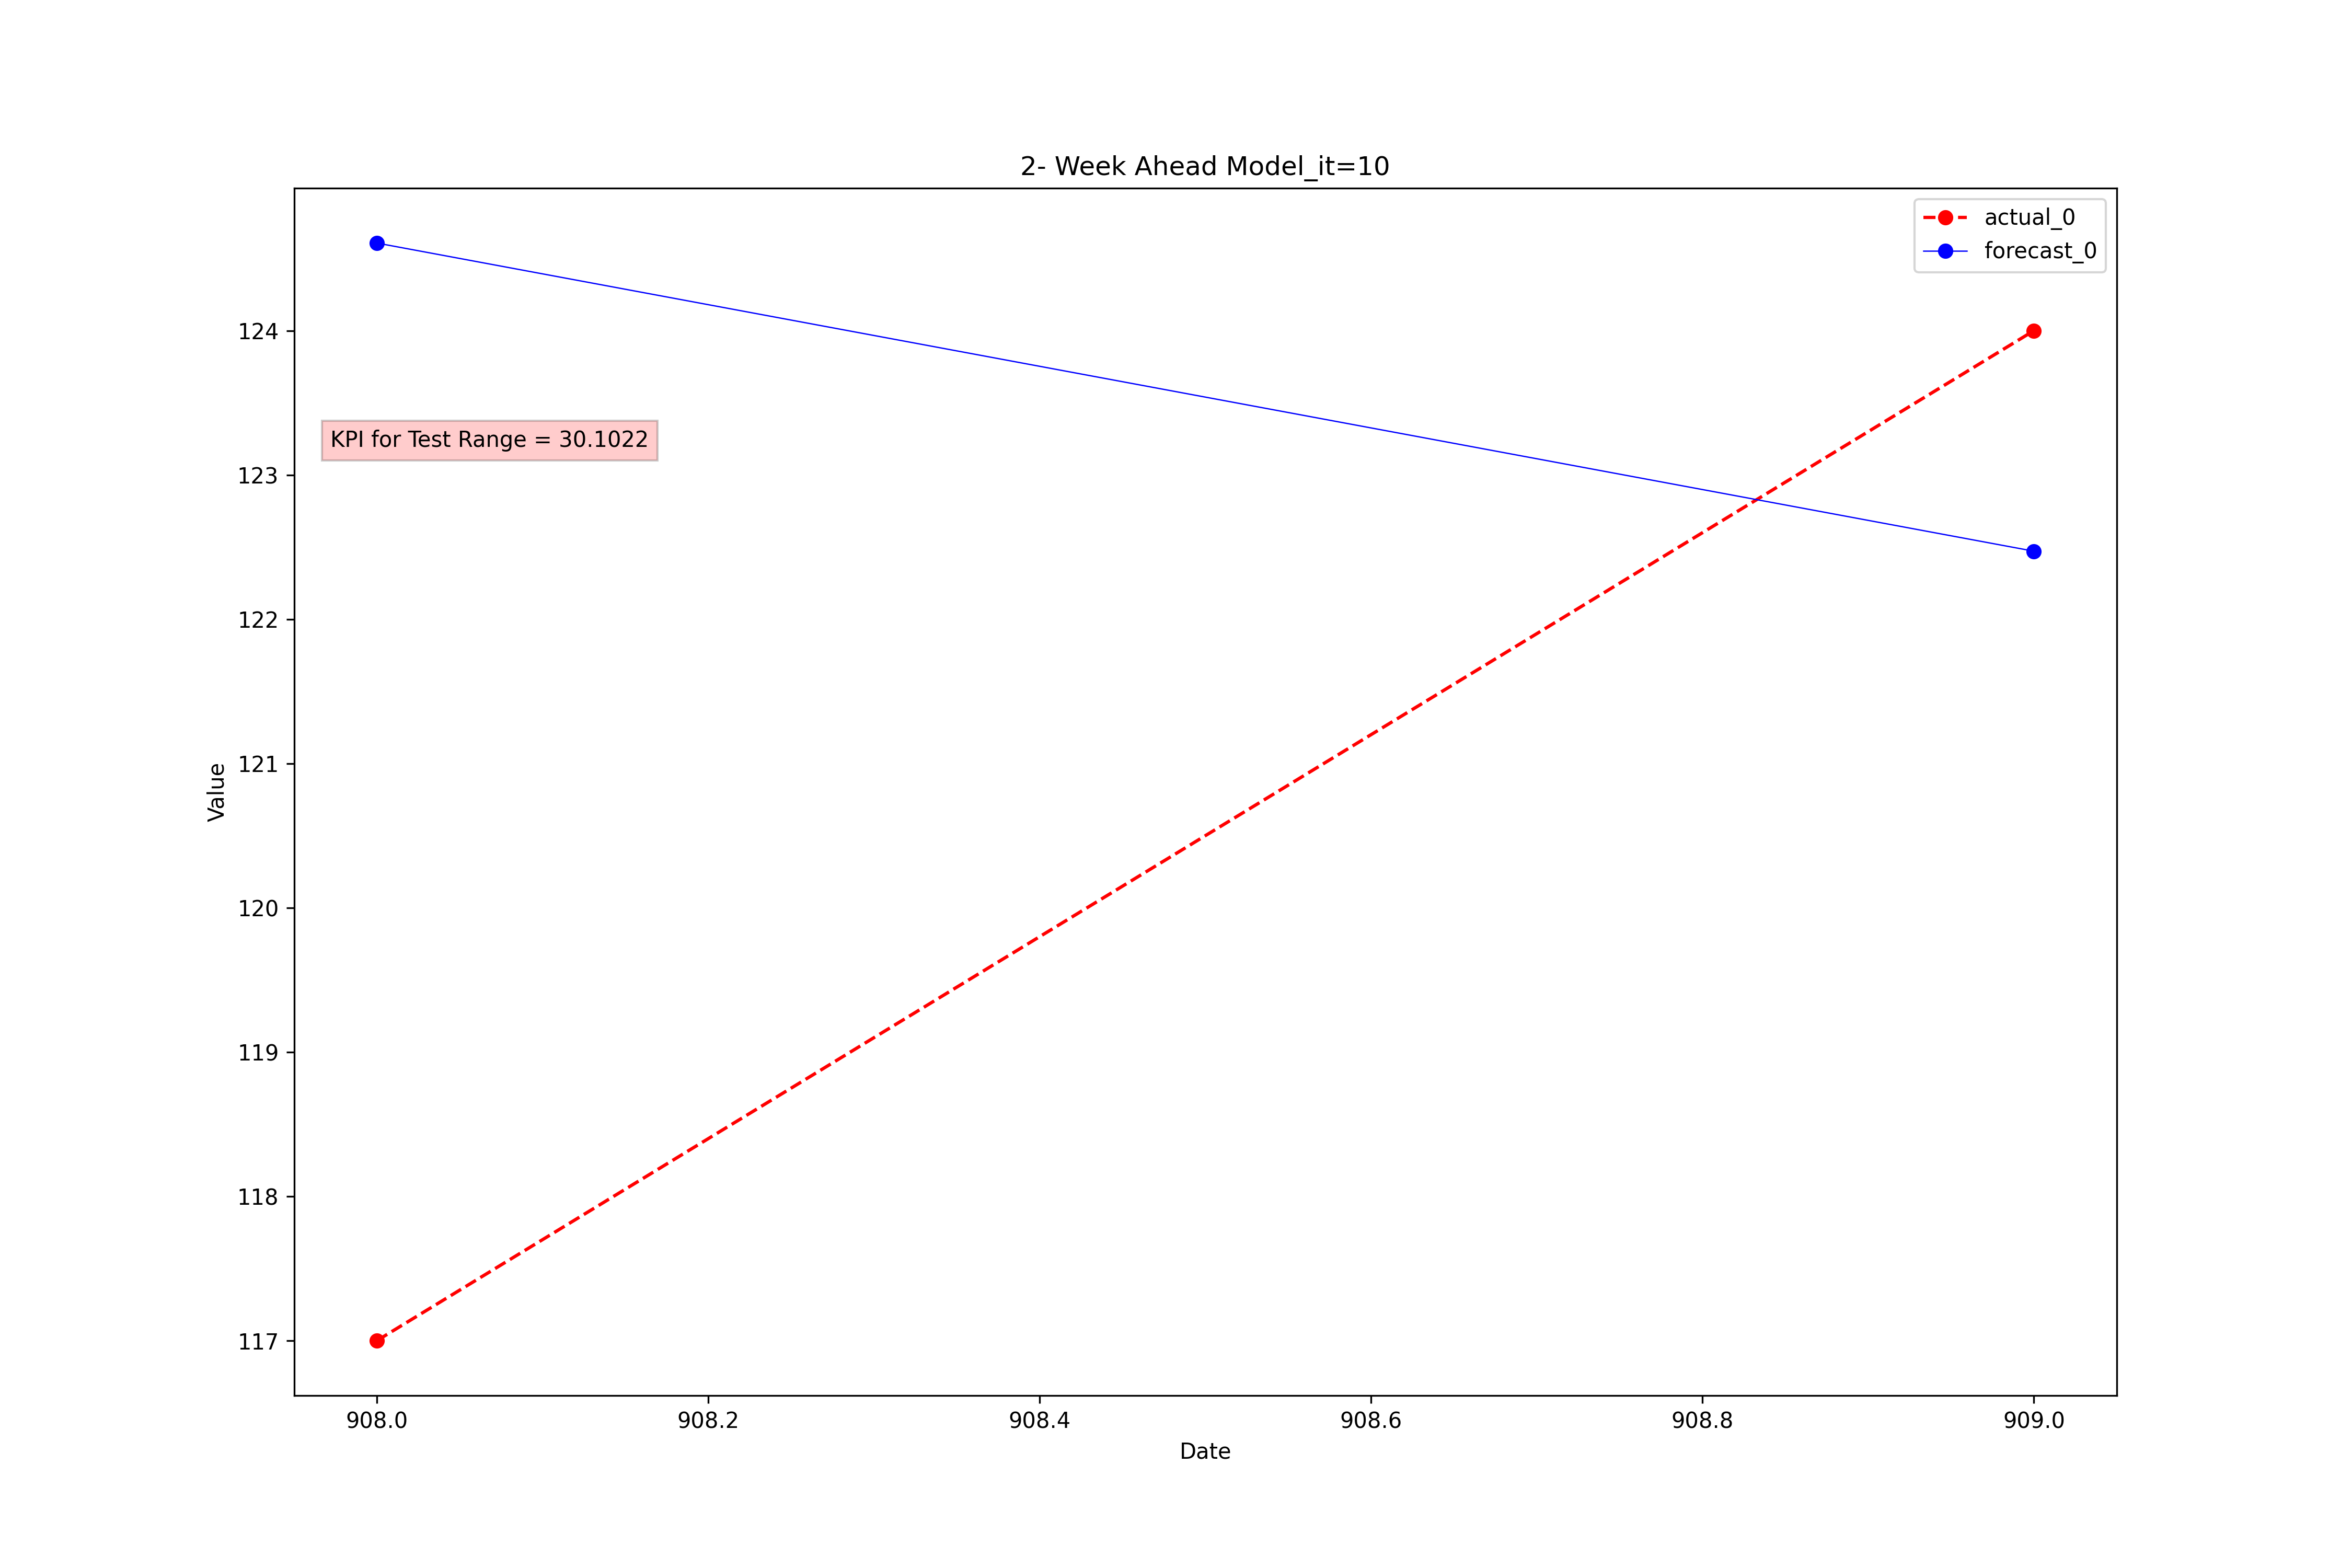 2- Week Ahead Model_it=10
actual_0
forecast_0
KPI for Test Range = 30.1022
Value
124
123
122
121
120
119
118
117
908.0 908.2 908.4 908.6 908.8 909.0
Date